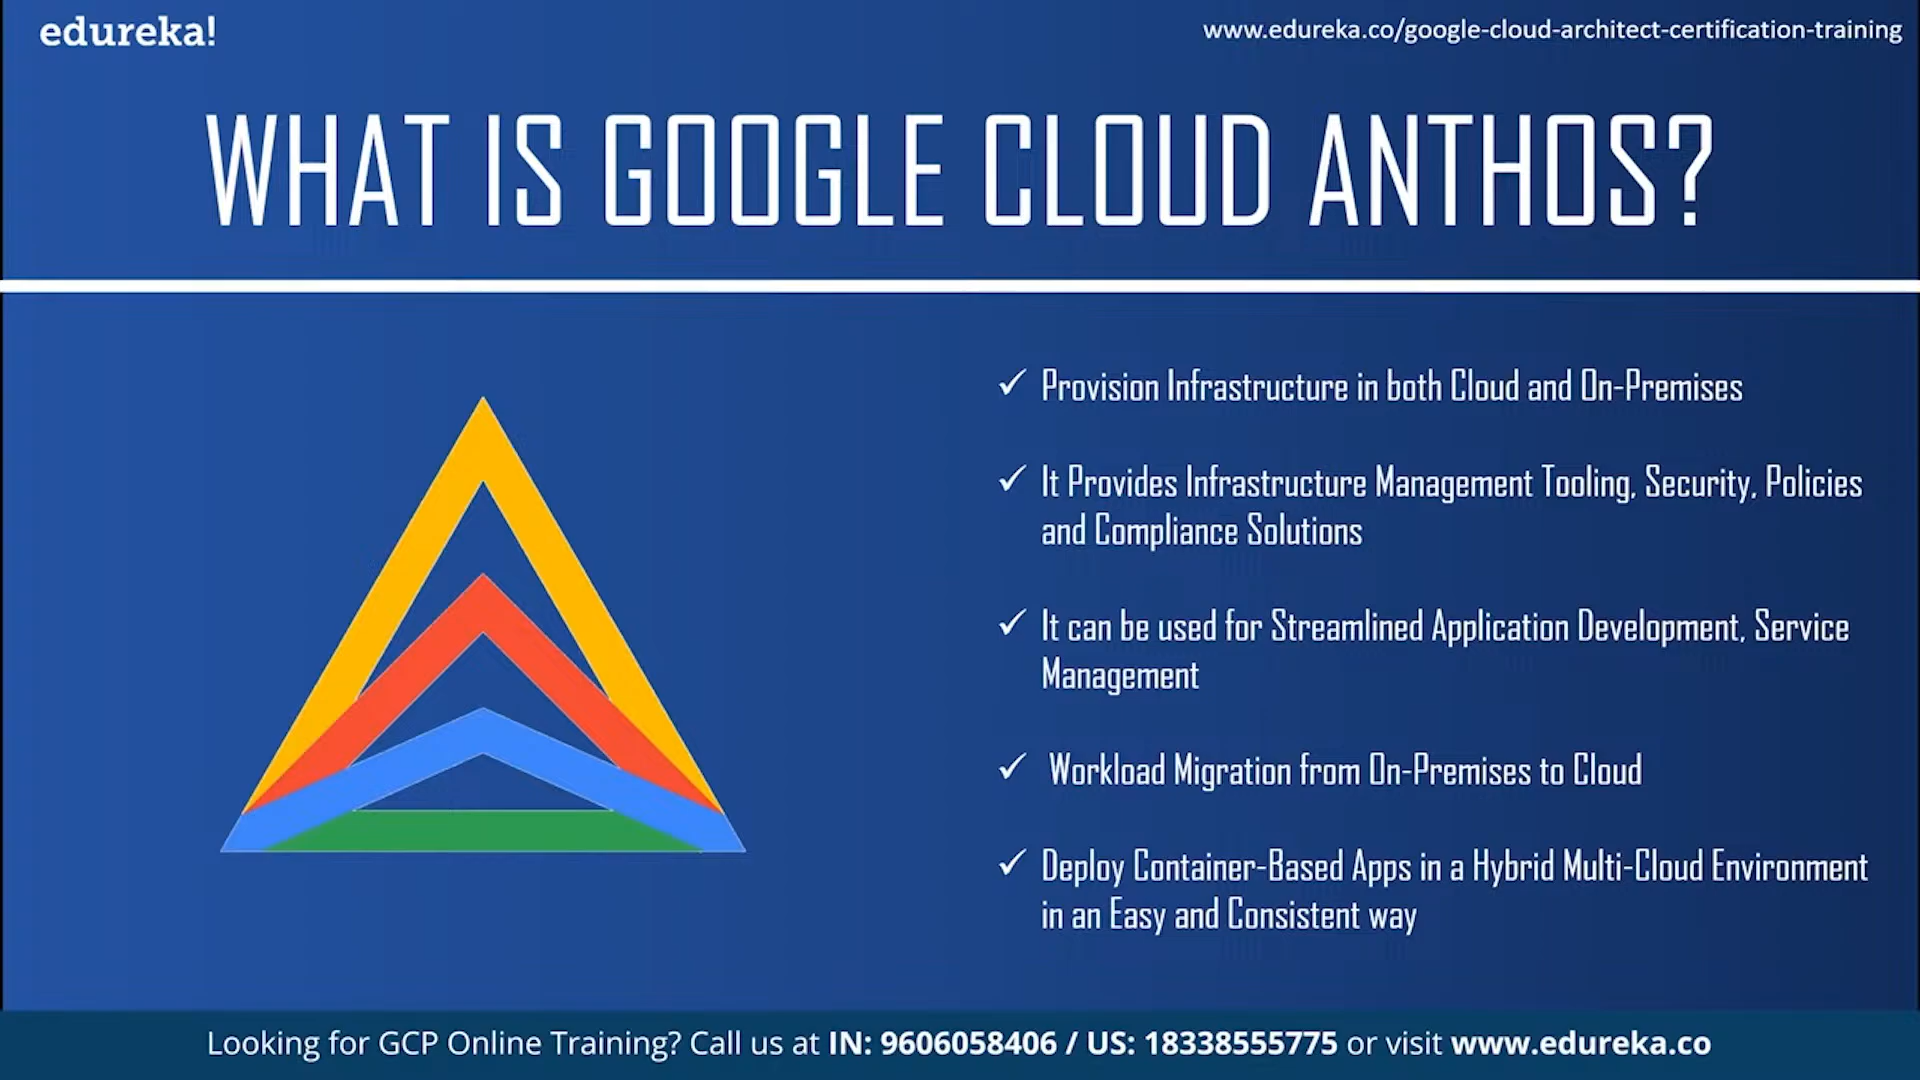 edureka!
www.edureka.co/google-cloud-architect-certification-training
WHAT IS GOOGLE CLOUD ANTHOS?
✓ Provision Infrastructure in both Cloud and On-Premises
✓ It Provides Infrastructure Management Tooling, Security, Policies
and Compliance Solutions
✓ It can be used for Streamlined Application Development, Service
Management
✓ Workload Migration from On-Premises to Cloud
✓ Deploy Container-Based Apps in a Hybrid Multi-Cloud Environment
in an Easy and Consistent way
Looking for GCP Online Training? Call us at IN: 9606058406 / US: 18338555775 or visit www.edureka.co